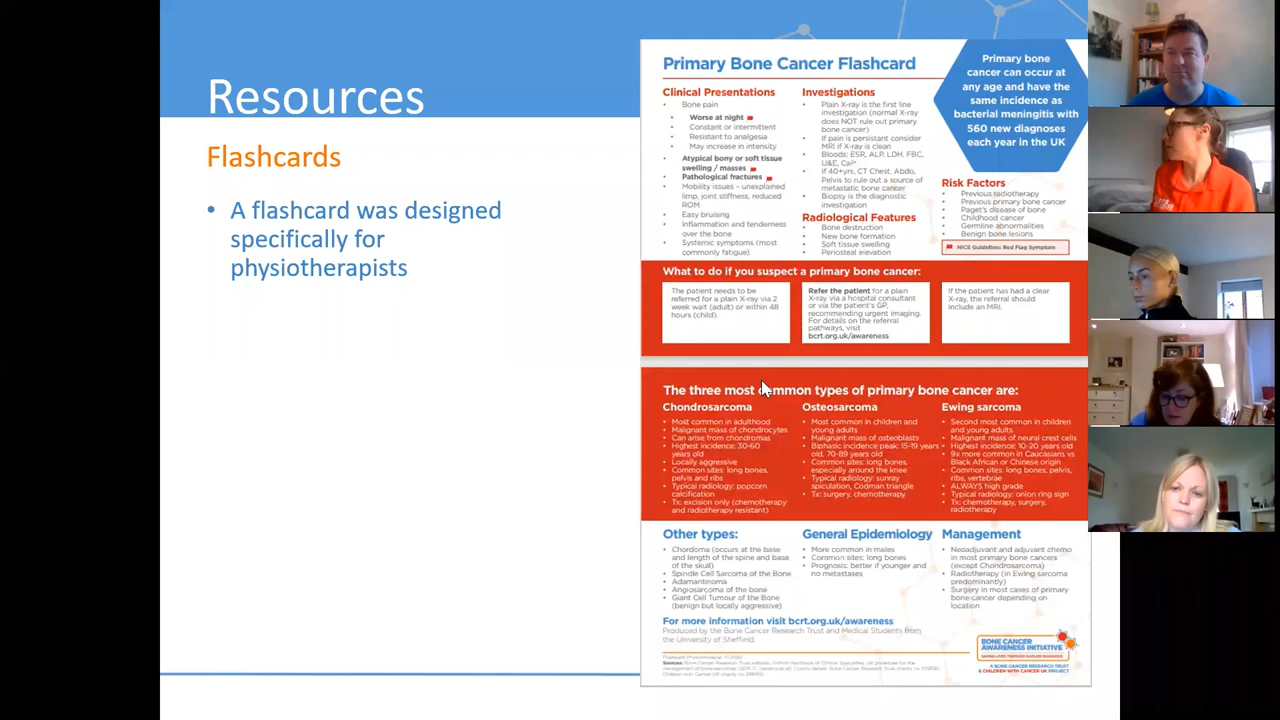 Resources
Flashcards
• A flashcard was designed
specifically for
physiotherapists
Primary Bone Cancer Flashcard
Primary bone
cancer can occur at
any age and have the
same incidence as
bacterial meningitis with
560 new diagnoses
each year in the UK
Clinical Presentations
• Bone pain
• Worse at night
• Constant or intermittent
• Resistant to analgesia
• May increase in intensity
• Atypical bony or soft tissue
swelling / masses
• Pathological fractures
• Mobility issues – unexplained
limp, joint stiffness, reduced
ROM
• Easy bruising
• Inflammation and tenderness
over the bone
• Systemic symptoms (most
commonly fatigue)
Investigations
• Plain X-ray is the first line
investigation (normal X-ray
does NOT rule out primary
bone cancer)
• If pain is persistant consider
MRI if X-ray is clean
• Bloods: ESR, ALP, LDH, FBC,
U&E, Ca²⁺
• If 40+yrs, CT Chest, Abdo,
Pelvis to rule out a source of
metastatic bone cancer
• Biopsy is the diagnostic
investigation
Radiological Features
• Bone destruction
• New bone formation
• Soft tissue swelling
• Periosteal elevation
Risk Factors
• Previous radiotherapy
• Previous primary bone cancer
• Paget's disease of bone
• Childhood cancer
• Germline abnormalities
• Benign bone lesions
NICE Guidelines Red Flag Symptom
What to do if you suspect a primary bone cancer:
The patient needs to be
referred for a plain X-ray via 2
week wait (adult) or within 48
hours (child).
Refer the patient for a plain
X-ray via a hospital consultant
or via the patient's GP,
recommending urgent imaging.
For details on the referral
pathways, visit
bcrt.org.uk/awareness
If the patient has had a clear
X-ray, the referral should
include an MRI.
The three most common types of primary bone cancer are:
Chondrosarcoma
• Most common in adulthood
• Malignant mass of chondrocytes
• Can arise from chondromas
• Highest incidence: 30-60
years old
• Locally aggressive
• Common sites: long bones,
pelvis and ribs
• Typical radiology: popcorn
calcification
• Tx: excision only (chemotherapy
and radiotherapy resistant)
Osteosarcoma
• Most common in children and
young adults
• Malignant mass of osteoblasts
• Biphasic incidence peak: 15-19 years
old, 70-89 years old
• Common sites: long bones,
especially around the knee
• Typical radiology: sunray
spiculation, Codman triangle
• Tx: surgery, chemotherapy
Ewing sarcoma
• Second most common in children
and young adults
• Malignant mass of neural crest cells
• Highest incidence: 10-20 years old
• 9x more common in Caucasians vs
Black African or Chinese origin
• Common sites: long bones, pelvis,
ribs, vertebrae
• ALWAYS high grade
• Typical radiology: onion ring sign
• Tx: chemotherapy, surgery,
radiotherapy
Other types:
• Chordoma (occurs at the base
and length of the spine and base
of the skull)
• Spindle Cell Sarcoma of the Bone
• Adamantinoma
• Angiosarcoma of the bone
• Giant Cell Tumour of the Bone
(benign but locally aggressive)
General Epidemiology
• More common in males
• Common sites: long bones
• Prognosis: better if younger and
no metastases
Management
• Neoadjuvant and adjuvant chemo
in most primary bone cancers
(except Chondrosarcoma)
• Radiotherapy (in Ewing sarcoma
predominantly)
• Surgery in most cases of primary
bone cancer depending on
location
For more information visit bcrt.org.uk/awareness
Produced by the Bone Cancer Research Trust and Medical Students from
the University of Sheffield.
BONE CANCER
AWARENESS INITIATIVE
SAVING LIVES THROUGH EARLIER DIAGNOSIS
A BONE CANCER RESEARCH TRUST
& CHILDREN WITH CANCER UK PROJECT